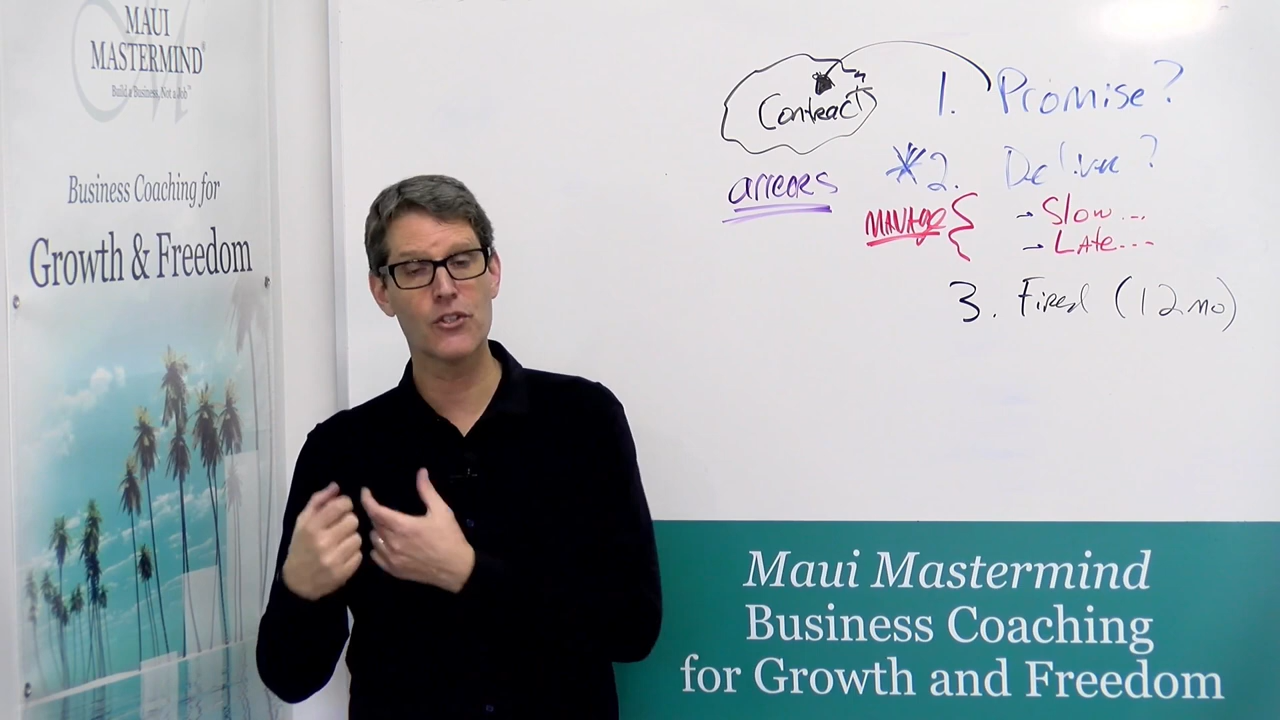 MAUI
MASTERMIND®
Build a Business, Not a Job™
Business Coaching for
Growth & Freedom
Contract
arrears
1. Promise?
*2. Deliver?
MANAGE { → Slow...
→ Late...
3. Fired (12 mo)
Maui Mastermind
Business Coaching
for Growth and Freedom